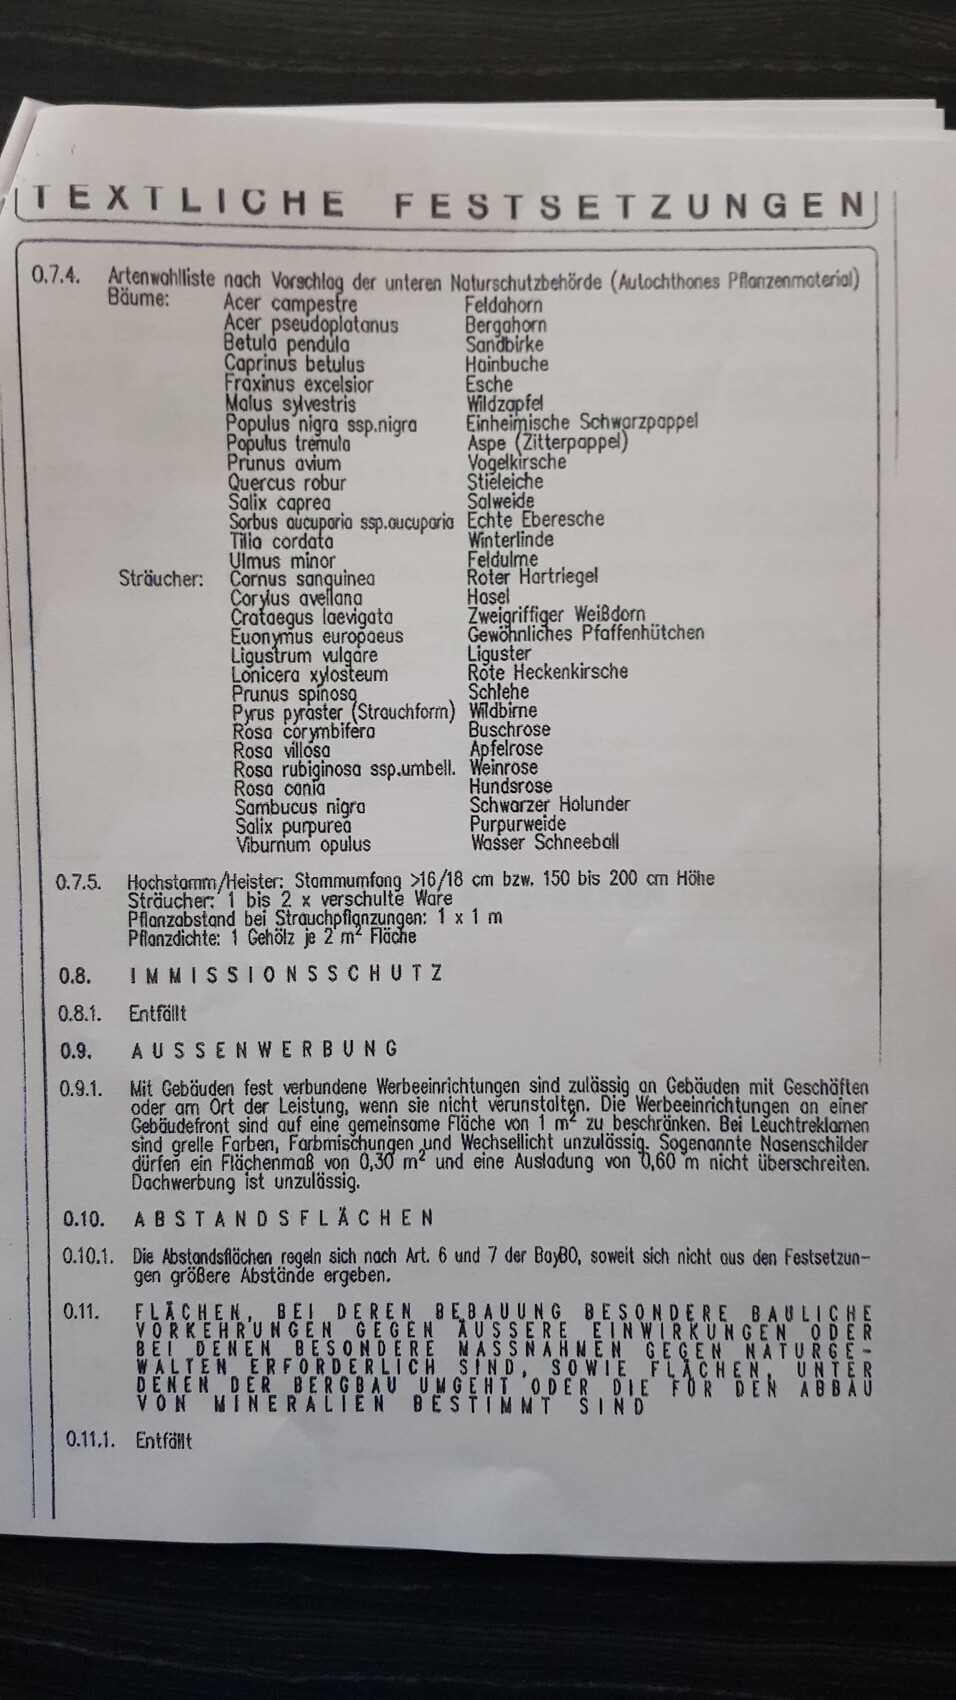 TEXTLICHE FESTSETZUNGEN
0.7.4. Artenwahlliste nach Vorschlag der unteren Naturschutzbehörde (Autochthones Pflanzenmaterial)
Bäume: Acer campestre Feldahorn
Acer pseudoplatanus Bergahorn
Betula pendula Sandbirke
Caprinus betulus Hainbuche
Fraxinus excelsior Esche
Malus sylvestris Wildzapfel
Populus nigra ssp.nigra Einheimische Schwarzpappel
Populus tremula Aspe (Zitterpappel)
Prunus avium Vogelkirsche
Quercus robur Stieleiche
Salix caprea Salweide
Sorbus aucuparia ssp.aucuparia Echte Eberesche
Tilia cordata Winterlinde
Ulmus minor Feldulme
Sträucher: Cornus sanguinea Roter Hartriegel
Corylus avellana Hasel
Crataegus laevigata Zweigriffiger Weißdorn
Euonymus europaeus Gewöhnliches Pfaffenhütchen
Ligustrum vulgare Liguster
Lonicera xylosteum Rote Heckenkirsche
Prunus spinosa Schlehe
Pyrus pyraster (Strauchform) Wildbirne
Rosa corymbifera Buschrose
Rosa villosa Apfelrose
Rosa rubiginosa ssp.umbell. Weinrose
Rosa cania Hundsrose
Sambucus nigra Schwarzer Holunder
Salix purpurea Purpurweide
Viburnum opulus Wasser Schneeball
0.7.5. Hochstamm/Heister: Stammumfang >16/18 cm bzw. 150 bis 200 cm Höhe
Sträucher: 1 bis 2 x verschulte Ware
Pflanzabstand bei Strauchpflanzungen: 1 x 1 m
Pflanzdichte: 1 Gehölz je 2 m² Fläche
0.8. IMMISSIONSSCHUTZ
0.8.1. Entfällt
0.9. AUSSENWERBUNG
0.9.1. Mit Gebäuden fest verbundene Werbeeinrichtungen sind zulässig an Gebäuden mit Geschäften
oder am Ort der Leistung, wenn sie nicht verunstalten. Die Werbeeinrichtungen an einer
Gebäudefront sind auf eine gemeinsame Fläche von 1 m² zu beschränken. Bei Leuchtreklamen
sind grelle Farben, Farbmischungen und Wechsellicht unzulässig. Sogenannte Nasenschilder
dürfen ein Flächenmaß von 0,30 m² und eine Ausladung von 0,60 m nicht überschreiten.
Dachwerbung ist unzulässig.
0.10. ABSTANDSFLÄCHEN
0.10.1. Die Abstandsflächen regeln sich nach Art. 6 und 7 der BayBO, soweit sich nicht aus den Festsetzun-
gen größere Abstände ergeben.
0.11. FLÄCHEN, BEI DEREN BEBAUUNG BESONDERE BAULICHE
VORKEHRUNGEN GEGEN ÄUSSERE EINWIRKUNGEN ODER
BEI DENEN BESONDERE MASSNAHMEN GEGEN NATURGE-
WALTEN ERFORDERLICH SIND, SOWIE FLÄCHEN, UNTER
DENEN DER BERGBAU UMGEHT ODER DIE FÜR DEN ABBAU
VON MINERALIEN BESTIMMT SIND
0.11.1. Entfällt